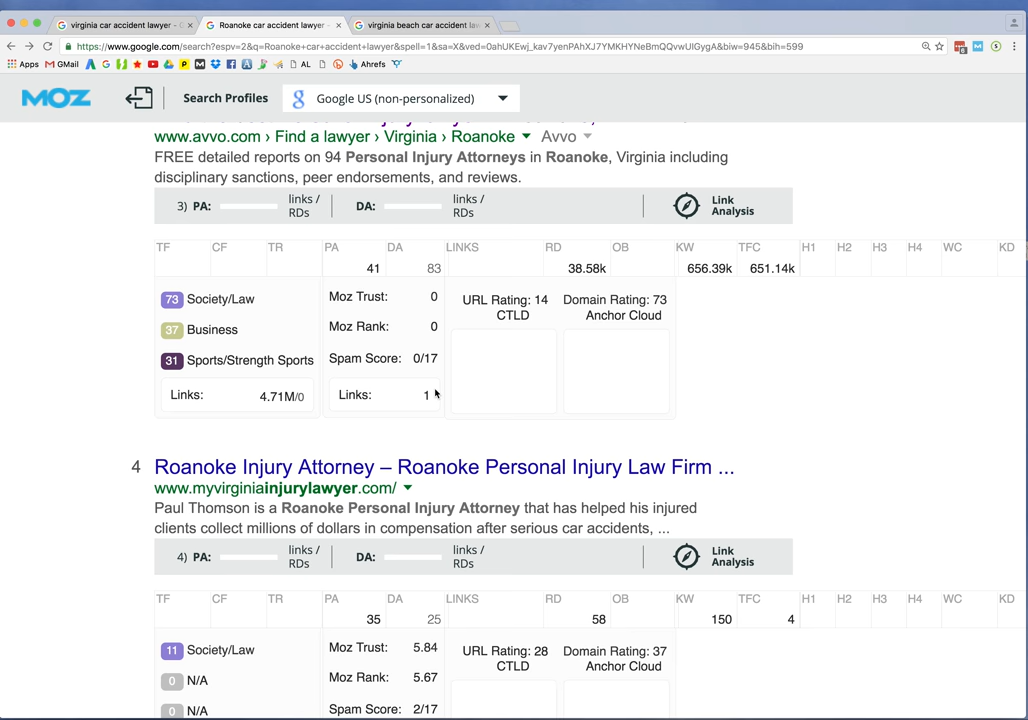 virginia car accident lawyer - G
Roanoke car accident lawyer -
virginia beach car accident law
https://www.google.com/search?espv=2&q=Roanoke+car+accident+lawyer&spell=1&sa=X&ved=0ahUKEwj_kav7yenPAhXJ7YMKHYNeBmQQvwUIGygA&biw=945&bih=599
Apps GMail AL Ahrefs
MOZ Search Profiles Google US (non-personalized)
www.avvo.com › Find a lawyer › Virginia › Roanoke Avvo
FREE detailed reports on 94 Personal Injury Attorneys in Roanoke, Virginia including
disciplinary sanctions, peer endorsements, and reviews.
3) PA: links / RDs DA: links / RDs Link Analysis
TF CF TR PA DA LINKS RD OB KW TFC H1 H2 H3 H4 WC KD
41 83 38.58k 656.39k 651.14k
73 Society/Law Moz Trust: 0 URL Rating: 14 Domain Rating: 73
CTLD Anchor Cloud
37 Business Moz Rank: 0
31 Sports/Strength Sports Spam Score: 0/17
Links: 4.71M/0 Links: 1
4 Roanoke Injury Attorney – Roanoke Personal Injury Law Firm ...
www.myvirginiainjurylawyer.com/
Paul Thomson is a Roanoke Personal Injury Attorney that has helped his injured
clients collect millions of dollars in compensation after serious car accidents, ...
4) PA: links / RDs DA: links / RDs Link Analysis
TF CF TR PA DA LINKS RD OB KW TFC H1 H2 H3 H4 WC KD
35 25 58 150 4
11 Society/Law Moz Trust: 5.84 URL Rating: 28 Domain Rating: 37
CTLD Anchor Cloud
0 N/A Moz Rank: 5.67
0 N/A Spam Score: 2/17